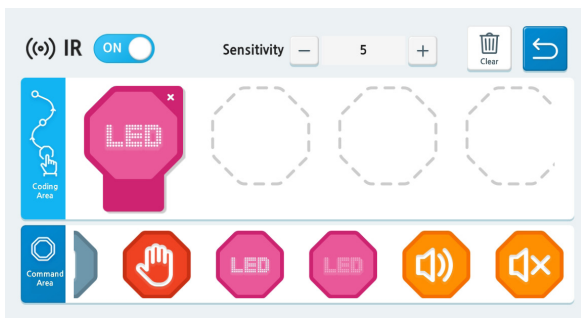 ((•)) IR ON Sensitivity − 5 + Clear
LED ×
Coding
Area
Command
Area
LED LED